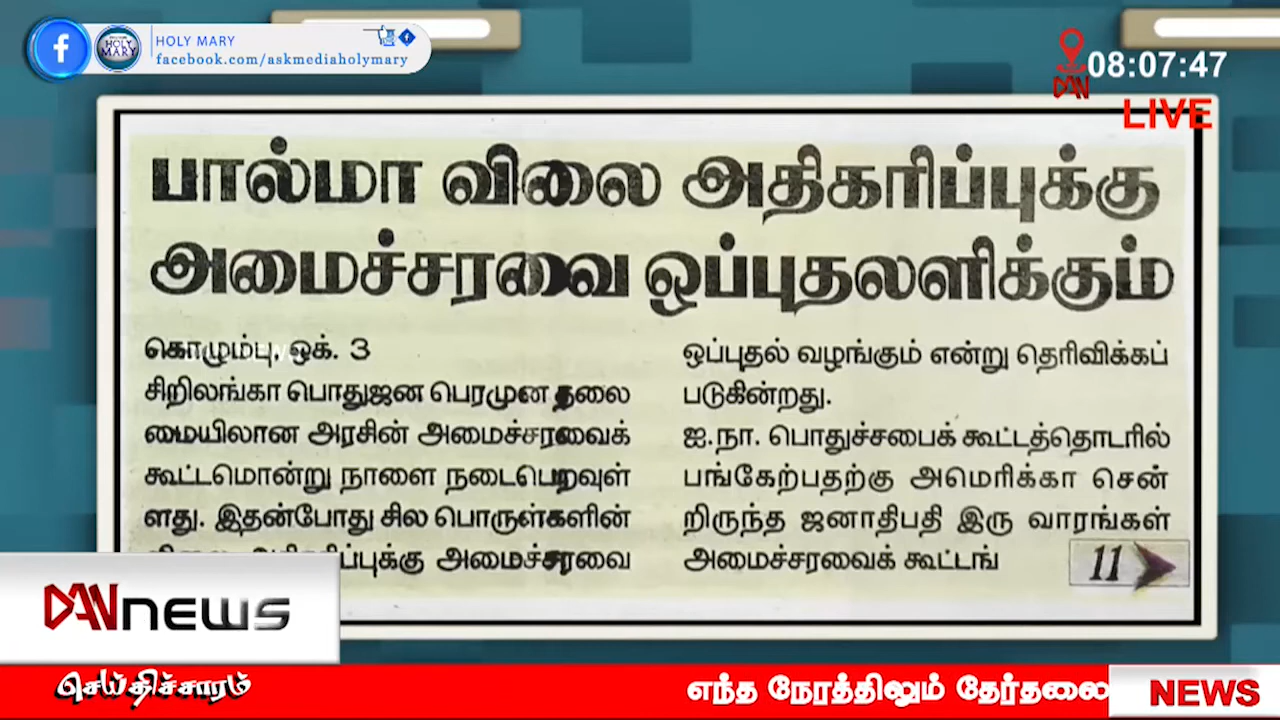 HOLY MARY
facebook.com/askmediaholymary
08:07:47
DAN
LIVE
பால்மா விலை அதிகரிப்புக்கு
அமைச்சரவை ஒப்புதலளிக்கும்
கொழும்பு, ஒக். 3
சிறிலங்கா பொதுஜன பெரமுன தலை
மையிலான அரசின் அமைச்சரவைக்
கூட்டமொன்று நாளை நடைபெறவுள்
ளது. இதன்போது சில பொருள்களின்
அமைச்சரவை
ஒப்புதல் வழங்கும் என்று தெரிவிக்கப்
படுகின்றது.
ஐ.நா. பொதுச்சபைக் கூட்டத்தொடரில்
பங்கேற்பதற்கு அமெரிக்கா சென்
றிருந்த ஜனாதிபதி இரு வாரங்கள்
அமைச்சரவைக் கூட்டங்
11
DAN NEWS
செய்திச்சாரம்
எந்த நேரத்திலும் தேர்தலை
NEWS